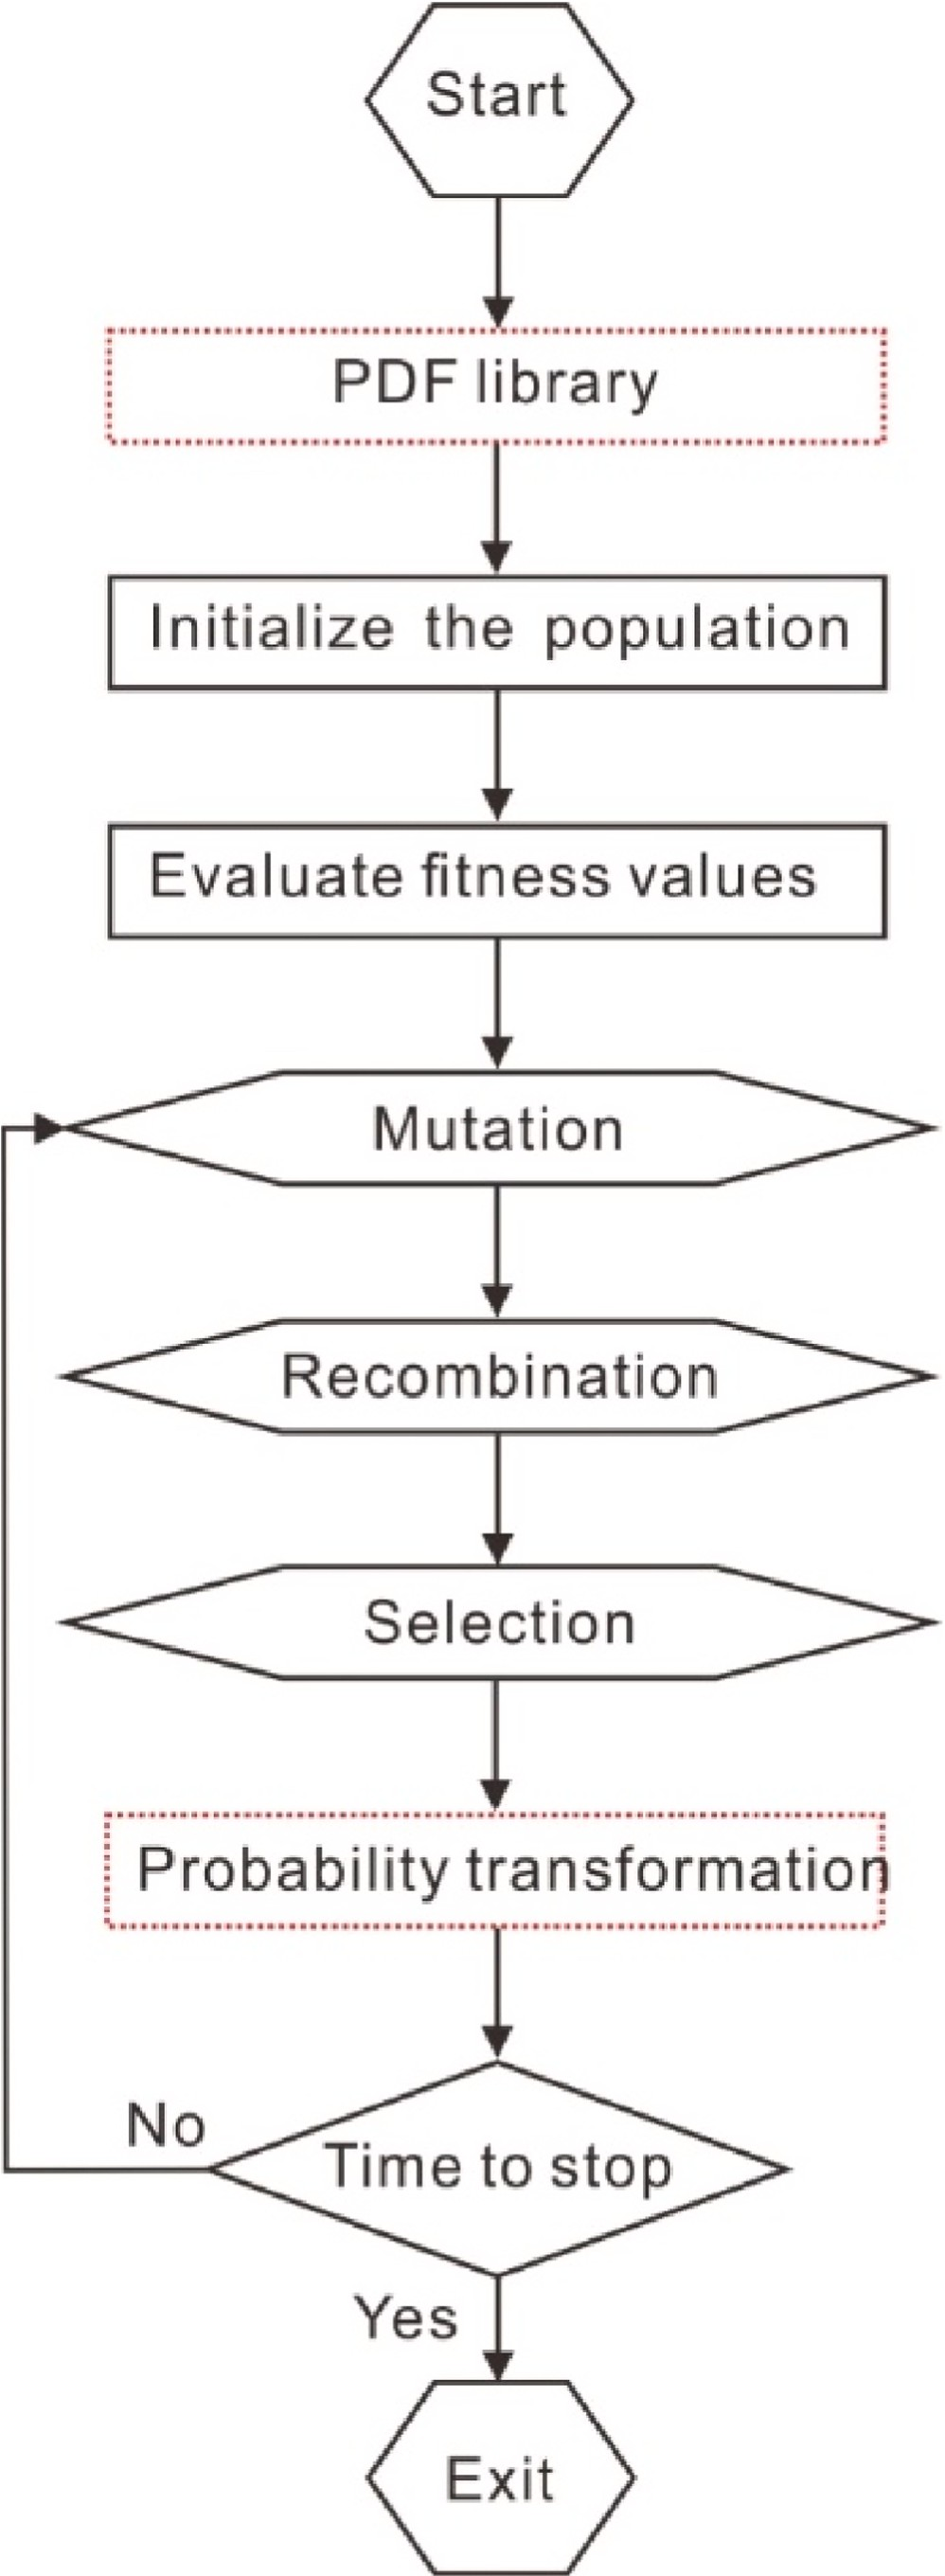 Start
PDF library
Initialize the population
Evaluate fitness values
Mutation
Recombination
Selection
Probability transformation
No
Time to stop
Yes
Exit